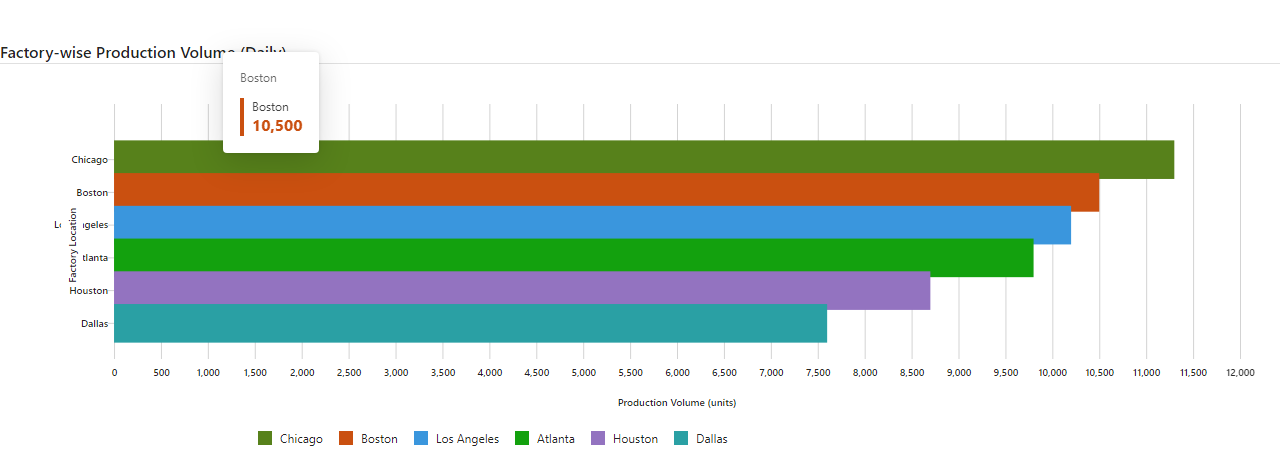 Factory-wise Production Volume (Daily)
Boston
Boston
10,500
Chicago
Boston
geles
Factory Location
tlanta
Houston
Dallas
0 500 1,000 1,500 2,000 2,500 3,000 3,500 4,000 4,500 5,000 5,500 6,000 6,500 7,000 7,500 8,000 8,500 9,000 9,500 10,000 10,500 11,000 11,500 12,000
Production Volume (units)
Chicago Boston Los Angeles Atlanta Houston Dallas